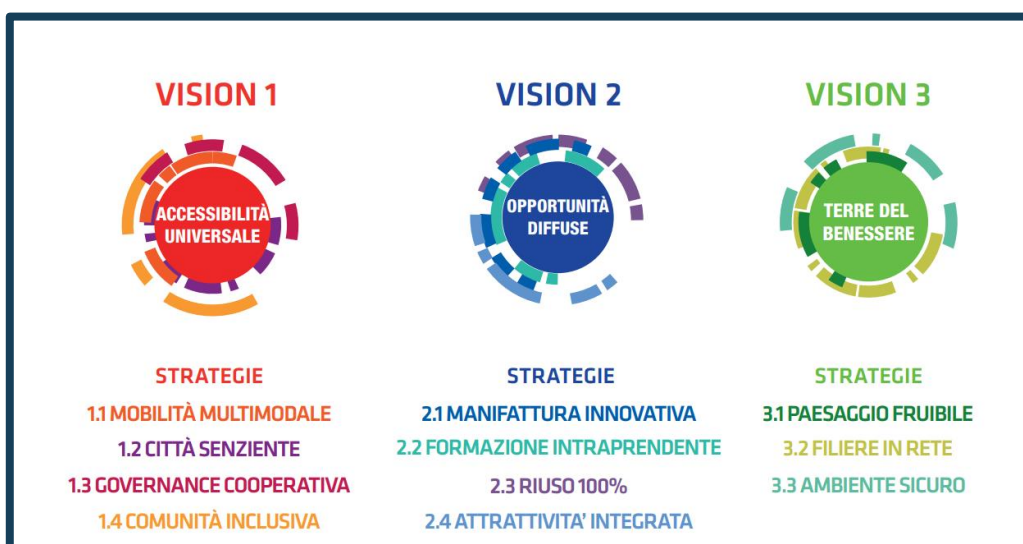 VISION 1
ACCESSIBILITÀ
UNIVERSALE
STRATEGIE
1.1 MOBILITÀ MULTIMODALE
1.2 CITTÀ SENZIENTE
1.3 GOVERNANCE COOPERATIVA
1.4 COMUNITÀ INCLUSIVA
VISION 2
OPPORTUNITÀ
DIFFUSE
STRATEGIE
2.1 MANIFATTURA INNOVATIVA
2.2 FORMAZIONE INTRAPRENDENTE
2.3 RIUSO 100%
2.4 ATTRATTIVITA' INTEGRATA
VISION 3
TERRE DEL
BENESSERE
STRATEGIE
3.1 PAESAGGIO FRUIBILE
3.2 FILIERE IN RETE
3.3 AMBIENTE SICURO